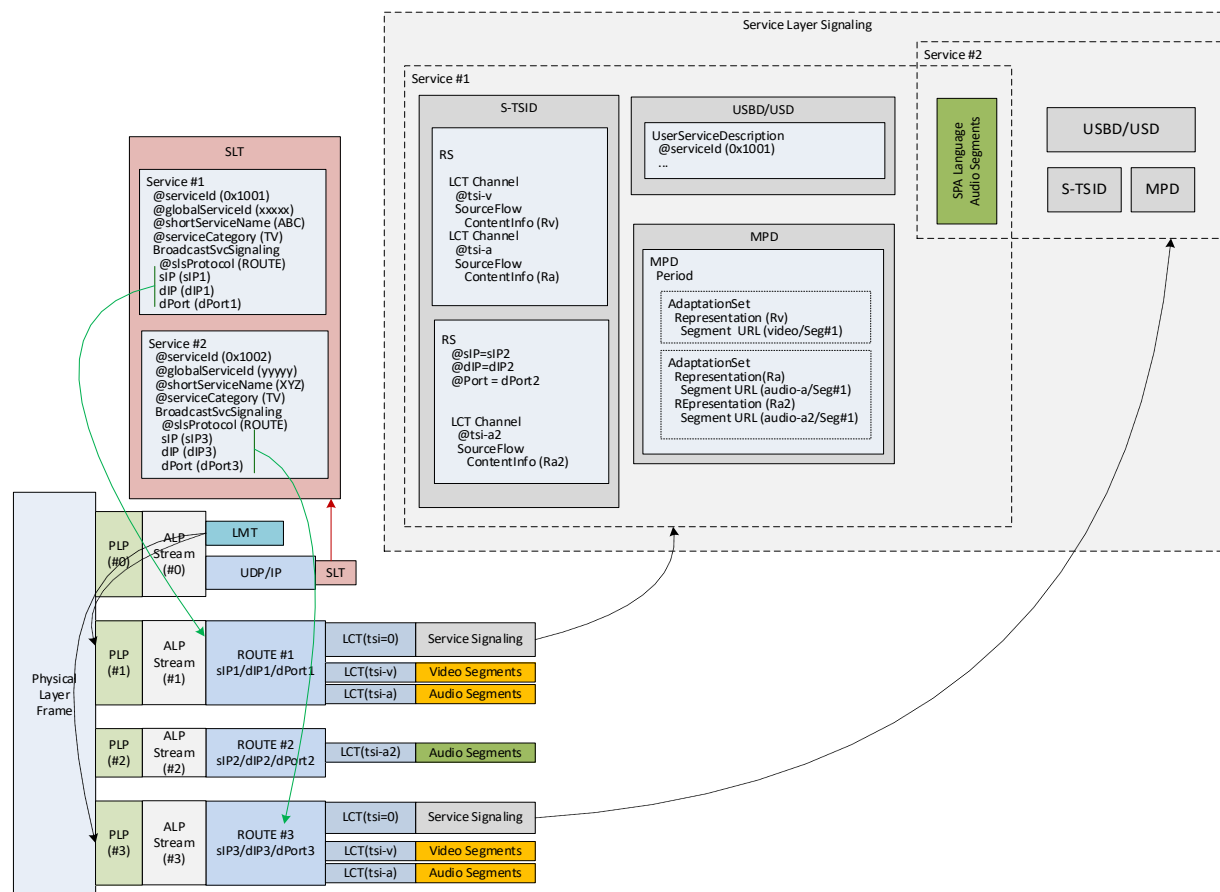 Service Layer Signaling
Service #2
Service #1
S-TSID
RS
LCT Channel
@tsi-v
SourceFlow
ContentInfo (Rv)
LCT Channel
@tsi-a
SourceFlow
ContentInfo (Ra)
RS
@sIP=sIP2
@dIP=dIP2
@Port = dPort2
LCT Channel
@tsi-a2
SourceFlow
ContentInfo (Ra2)
USBD/USD
UserServiceDescription
@serviceId (0x1001)
...
MPD
MPD
Period
AdaptationSet
Representation (Rv)
Segment URL (video/Seg#1)
AdaptationSet
Representation(Ra)
Segment URL (audio-a/Seg#1)
REpresentation (Ra2)
Segment URL (audio-a2/Seg#1)
SPA Language
Audio Segments
USBD/USD
S-TSID
MPD
SLT
Service #1
@serviceId (0x1001)
@globalServiceId (xxxxx)
@shortServiceName (ABC)
@serviceCategory (TV)
BroadcastSvcSignaling
@slsProtocol (ROUTE)
sIP (sIP1)
dIP (dIP1)
dPort (dPort1)
Service #2
@serviceId (0x1002)
@globalServiceId (yyyyy)
@shortServiceName (XYZ)
@serviceCategory (TV)
BroadcastSvcSignaling
@slsProtocol (ROUTE)
sIP (sIP3)
dIP (dIP3)
dPort (dPort3)
Physical
Layer
Frame
PLP
(#0)
ALP
Stream
(#0)
LMT
UDP/IP
SLT
PLP
(#1)
ALP
Stream
(#1)
ROUTE #1
sIP1/dIP1/dPort1
LCT(tsi=0)
Service Signaling
LCT(tsi-v)
Video Segments
LCT(tsi-a)
Audio Segments
PLP
(#2)
ALP
Stream
(#2)
ROUTE #2
sIP2/dIP2/dPort2
LCT(tsi-a2)
Audio Segments
PLP
(#3)
ALP
Stream
(#3)
ROUTE #3
sIP3/dIP3/dPort3
LCT(tsi=0)
Service Signaling
LCT(tsi-v)
Video Segments
LCT(tsi-a)
Audio Segments